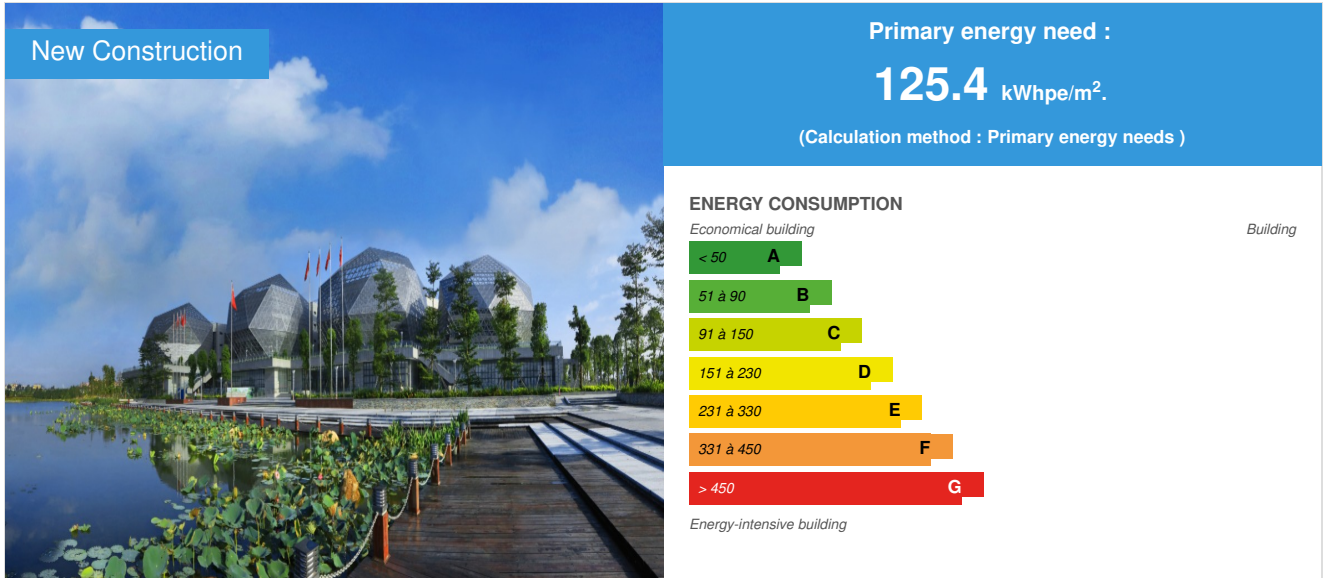 New Construction
Primary energy need :
125.4 kWhpe/m².
(Calculation method : Primary energy needs )
ENERGY CONSUMPTION
Economical building
Building
< 50 A
51 à 90 B
91 à 150 C
151 à 230 D
231 à 330 E
331 à 450 F
> 450 G
Energy-intensive building